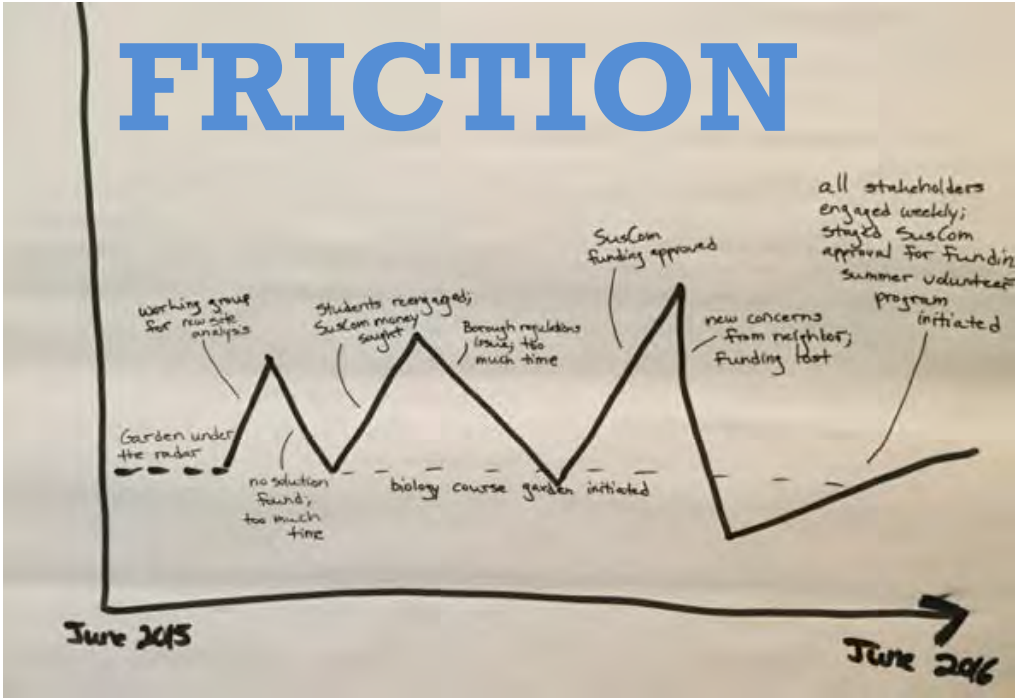 FRICTION
all stakeholders
engaged weekly;
staged SusCom
approval for fundin
summer volunteer
program
initiated
SusCom
funding approved
working group
for new site
analysis
Students reengaged;
SusCom money
sought
Borough regulations
issue; too
much time
new concerns
from neighbor;
funding lost
Garden under
the radar
no solution
found;
too much
time
biology course garden initiated
June 2015
June 2016